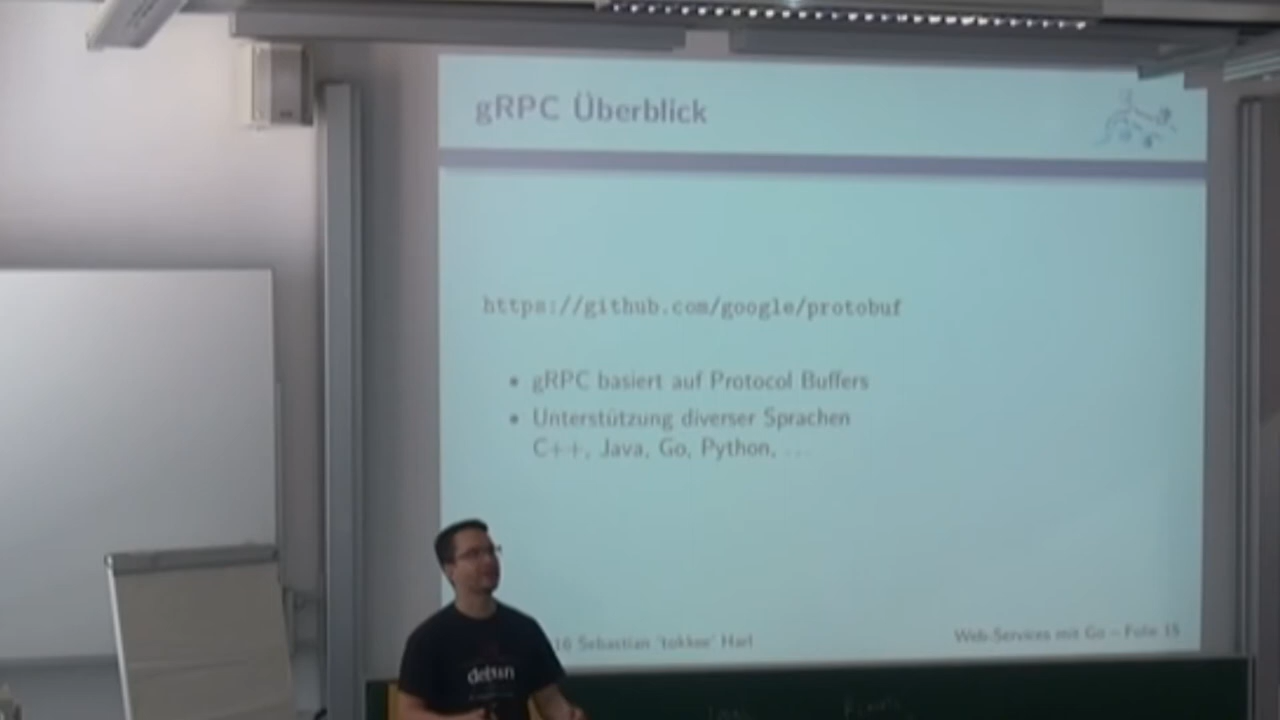 gRPC Überblick
https://github.com/google/protobuf
• gRPC basiert auf Protocol Buffers
• Unterstützung diverser Sprachen
C++, Java, Go, Python, ...
16 Sebastian 'tokkee' Harl
Web-Services mit Go – Folie 15
debian